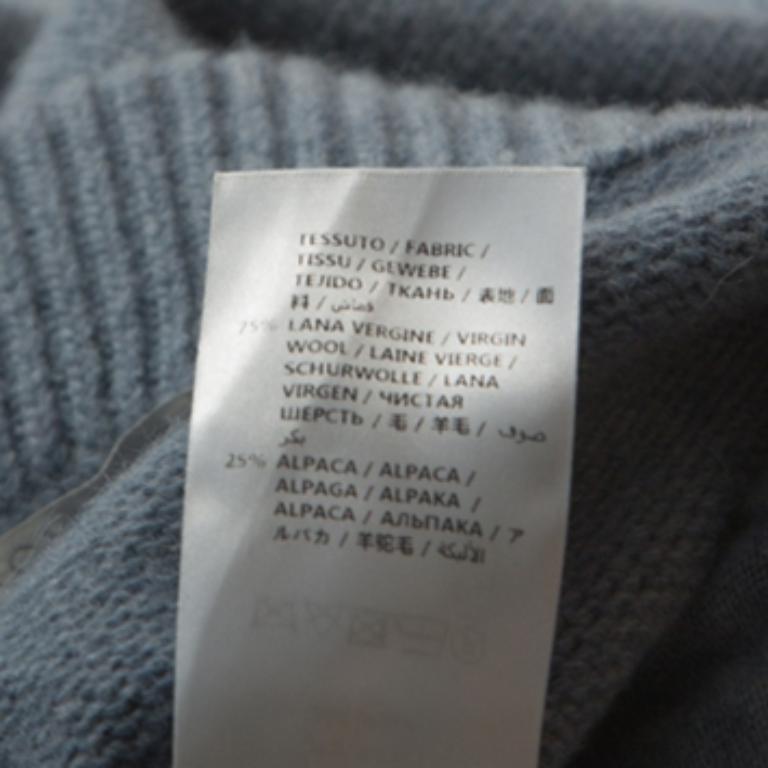 TESSUTO / FABRIC /
TISSU / GEWEBE /
TEJIDO / ТКАНЬ / 表地 / 面
料 / قماش
75% LANA VERGINE / VIRGIN
WOOL / LAINE VIERGE /
SCHURWOLLE / LANA
VIRGEN / ЧИСТАЯ
ШЕРСТЬ / 毛 / 羊毛 / صوف
بكر
25% ALPACA / ALPACA /
ALPAGA / ALPAKA /
ALPACA / АЛЬПАКА / ア
ルパカ / 羊驼毛 / الألبكة